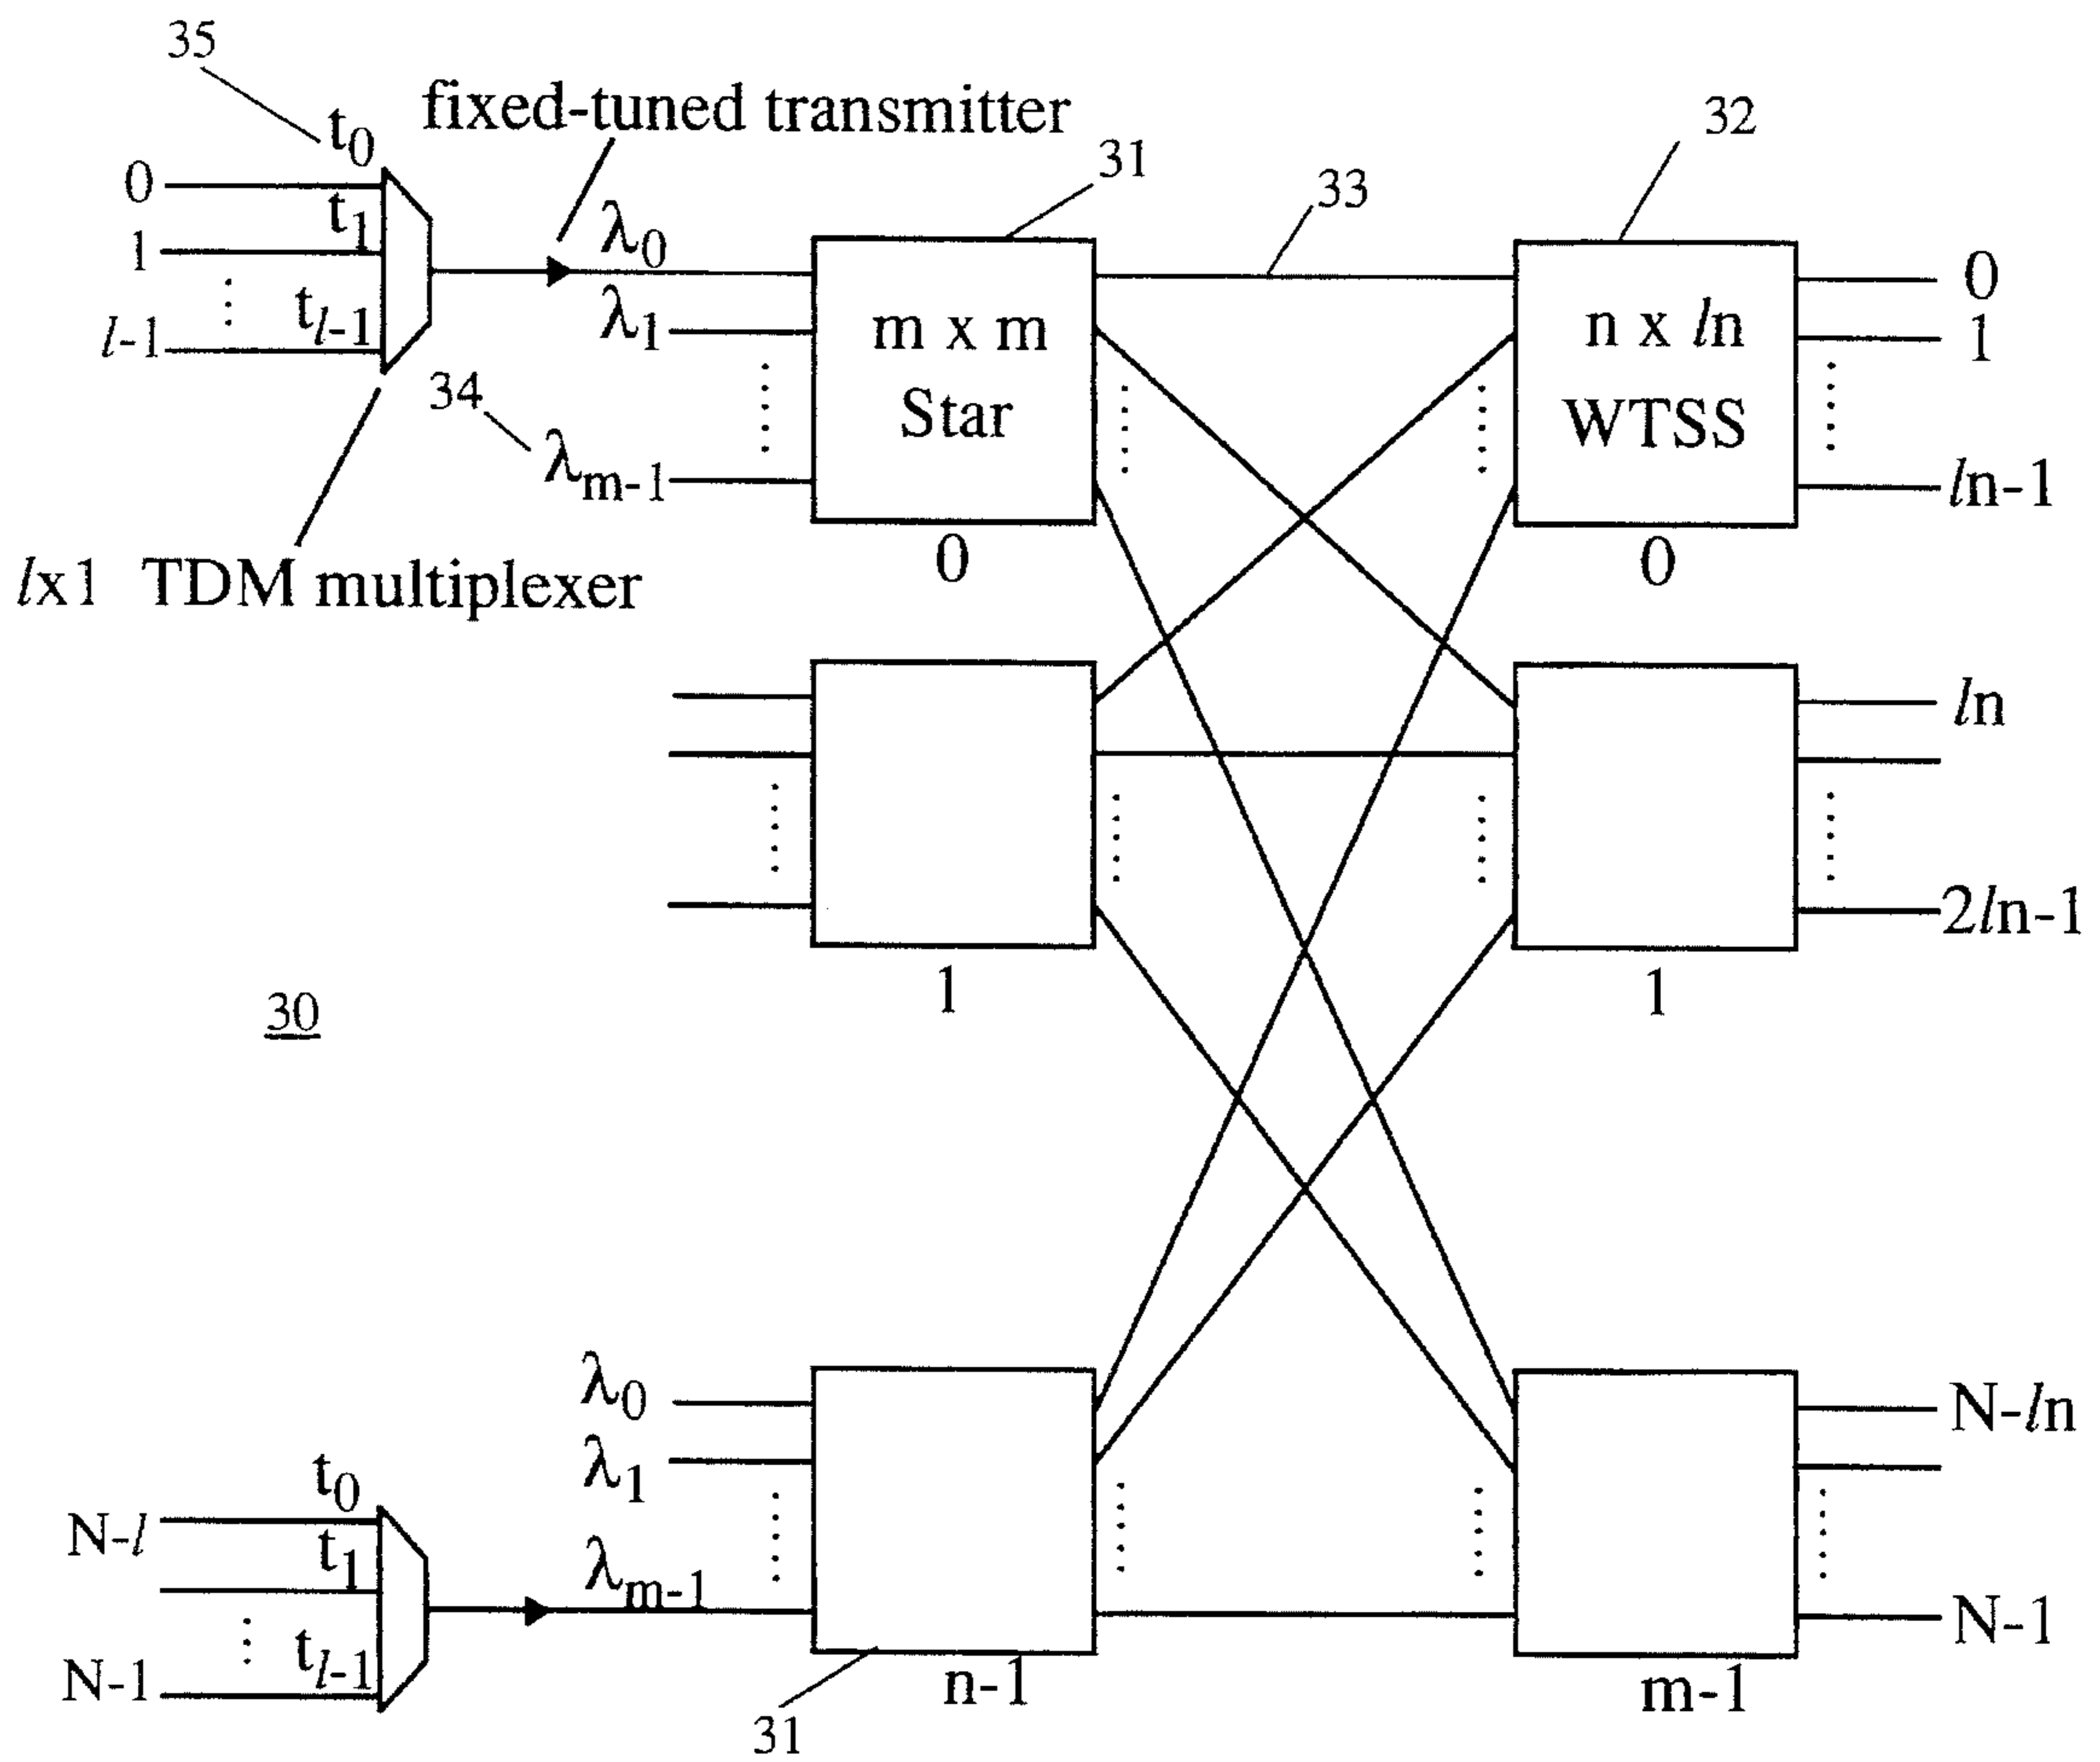 35
t0
fixed-tuned transmitter
31
32
33
0
t1
λ0
0
1
λ1
m x m
n x ln
1
tl-1
l-1
34
Star
WTSS
λm-1
ln-1
0
0
lx1 TDM multiplexer
ln
2ln-1
1
1
30
λ0
N-ln
λ1
t0
N-l
t1
λm-1
N-1
tl-1
N-1
n-1
m-1
31